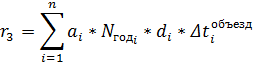 r₃ = ∑ᵢ₌₁ⁿ aᵢ * N_годᵢ * dᵢ * Δtᵢ^объезд